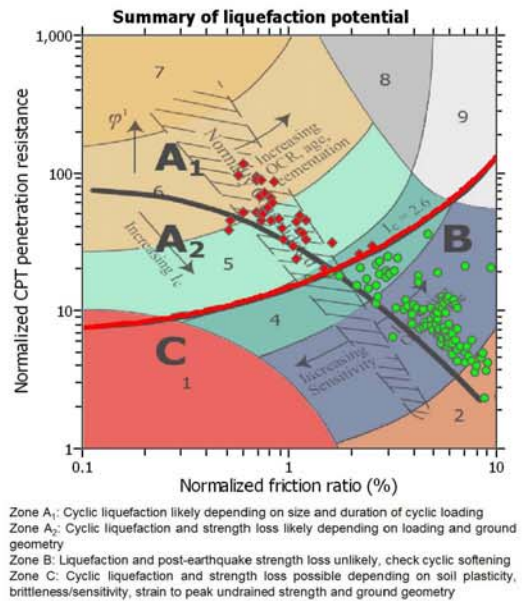 Summary of liquefaction potential
1,000
7
8
9
φ'
Increasing
OCR, age,
cementation
100
A1
6
A2
Increasing Ic
5
Ic = 2.6
B
10
4
C
1
Increasing
Sensitivity
2
1
0.1
1
10
Normalized CPT penetration resistance
Normalized friction ratio (%)
Zone A1: Cyclic liquefaction likely depending on size and duration of cyclic loading
Zone A2: Cyclic liquefaction and strength loss likely depending on loading and ground
geometry
Zone B: Liquefaction and post-earthquake strength loss unlikely, check cyclic softening
Zone C: Cyclic liquefaction and strength loss possible depending on soil plasticity,
brittleness/sensitivity, strain to peak undrained strength and ground geometry